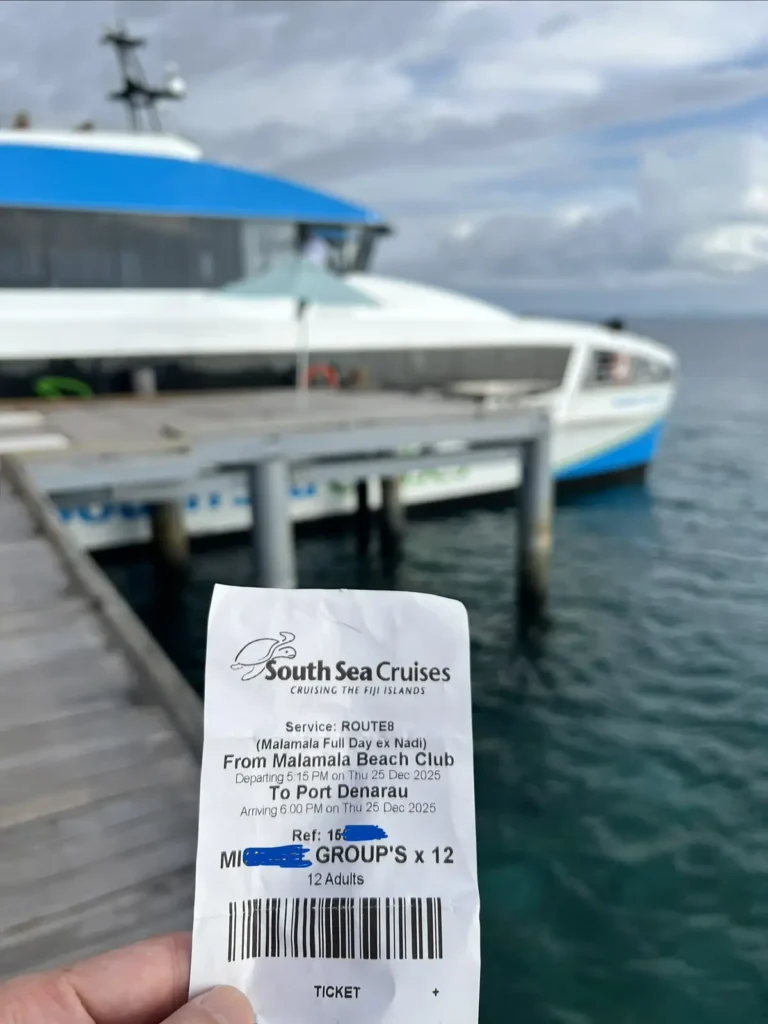 South Sea Cruises
CRUISING THE FIJI ISLANDS
Service: ROUTE8
(Malamala Full Day ex Nadi)
From Malamala Beach Club
Departing 5:15 PM on Thu 25 Dec 2025
To Port Denarau
Arriving 6:00 PM on Thu 25 Dec 2025
Ref: 15
MI GROUP'S x 12
12 Adults
TICKET +